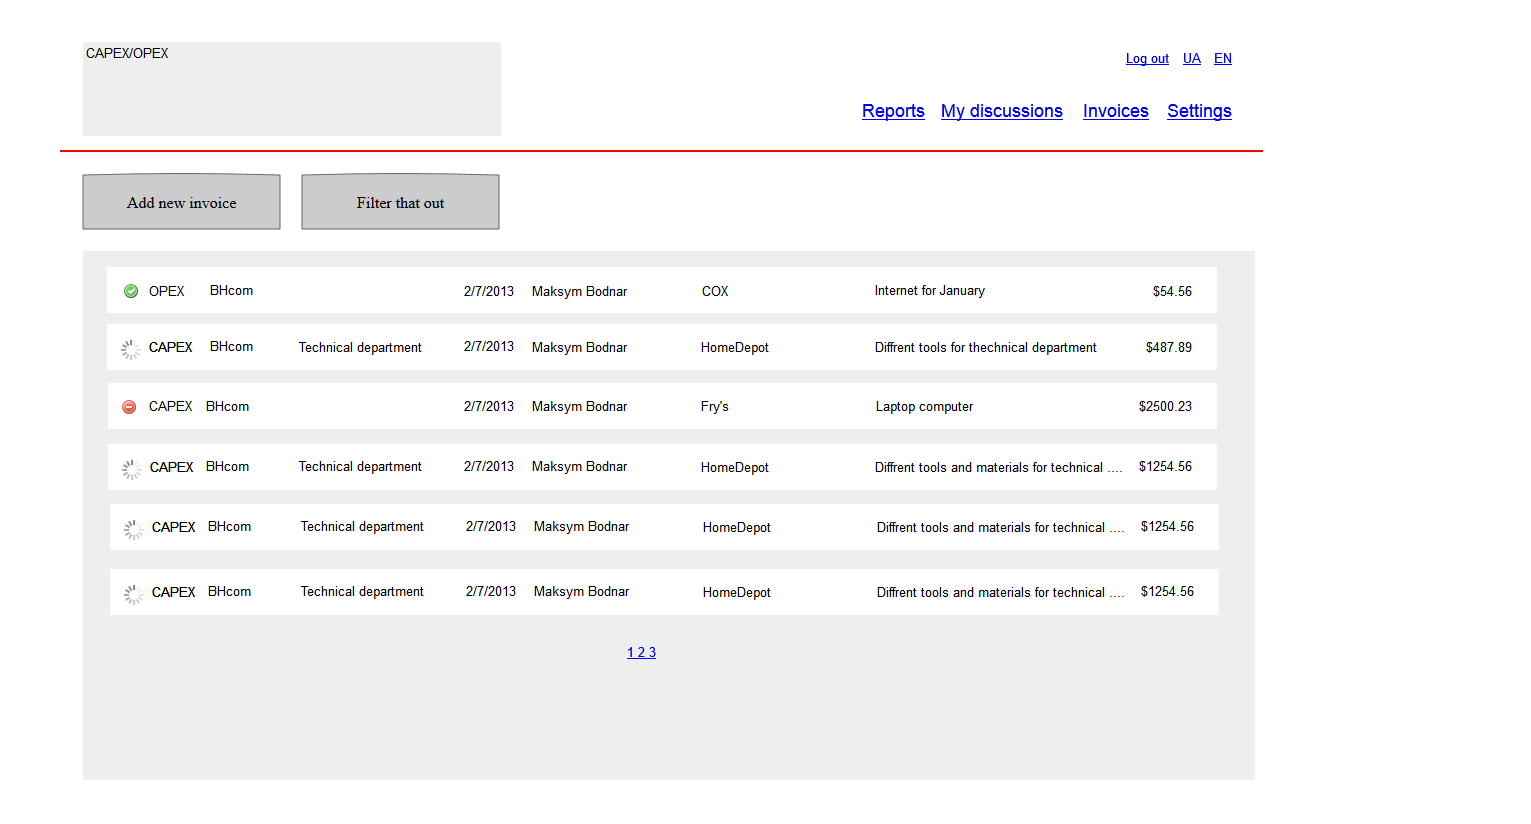 CAPEX/OPEX
Log out UA EN
Reports My discussions Invoices Settings
Add new invoice Filter that out
OPEX BHcom 2/7/2013 Maksym Bodnar COX Internet for January $54.56
CAPEX BHcom Technical department 2/7/2013 Maksym Bodnar HomeDepot Diffrent tools for thechnical department $487.89
CAPEX BHcom 2/7/2013 Maksym Bodnar Fry's Laptop computer $2500.23
CAPEX BHcom Technical department 2/7/2013 Maksym Bodnar HomeDepot Diffrent tools and materials for technical .... $1254.56
CAPEX BHcom Technical department 2/7/2013 Maksym Bodnar HomeDepot Diffrent tools and materials for technical .... $1254.56
CAPEX BHcom Technical department 2/7/2013 Maksym Bodnar HomeDepot Diffrent tools and materials for technical .... $1254.56
1 2 3